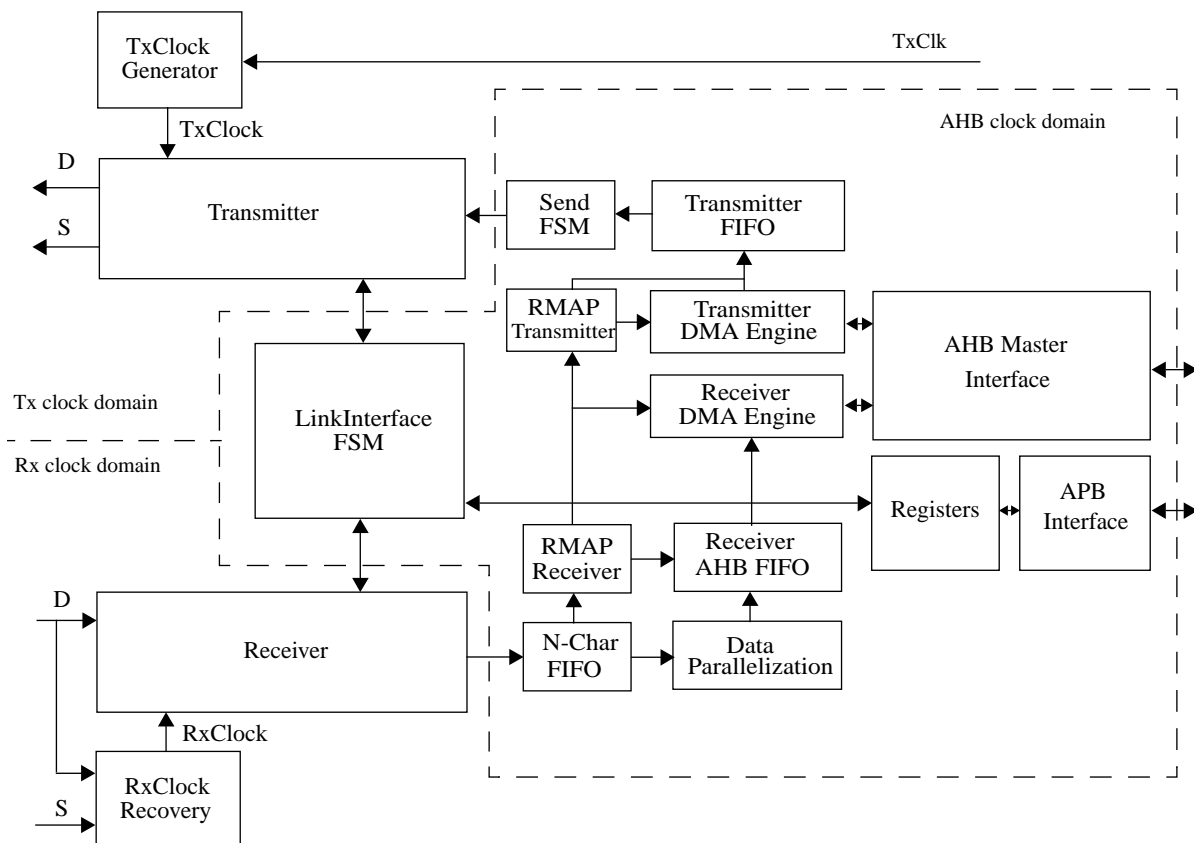 TxClock
Generator
TxClk
TxClock
AHB clock domain
D
S
Transmitter
Send
FSM
Transmitter
FIFO
RMAP
Transmitter
Transmitter
DMA Engine
AHB Master
Interface
Receiver
DMA Engine
Tx clock domain
Rx clock domain
LinkInterface
FSM
Registers
APB
Interface
RMAP
Receiver
Receiver
AHB FIFO
D
Receiver
N-Char
FIFO
Data
Parallelization
RxClock
S
RxClock
Recovery